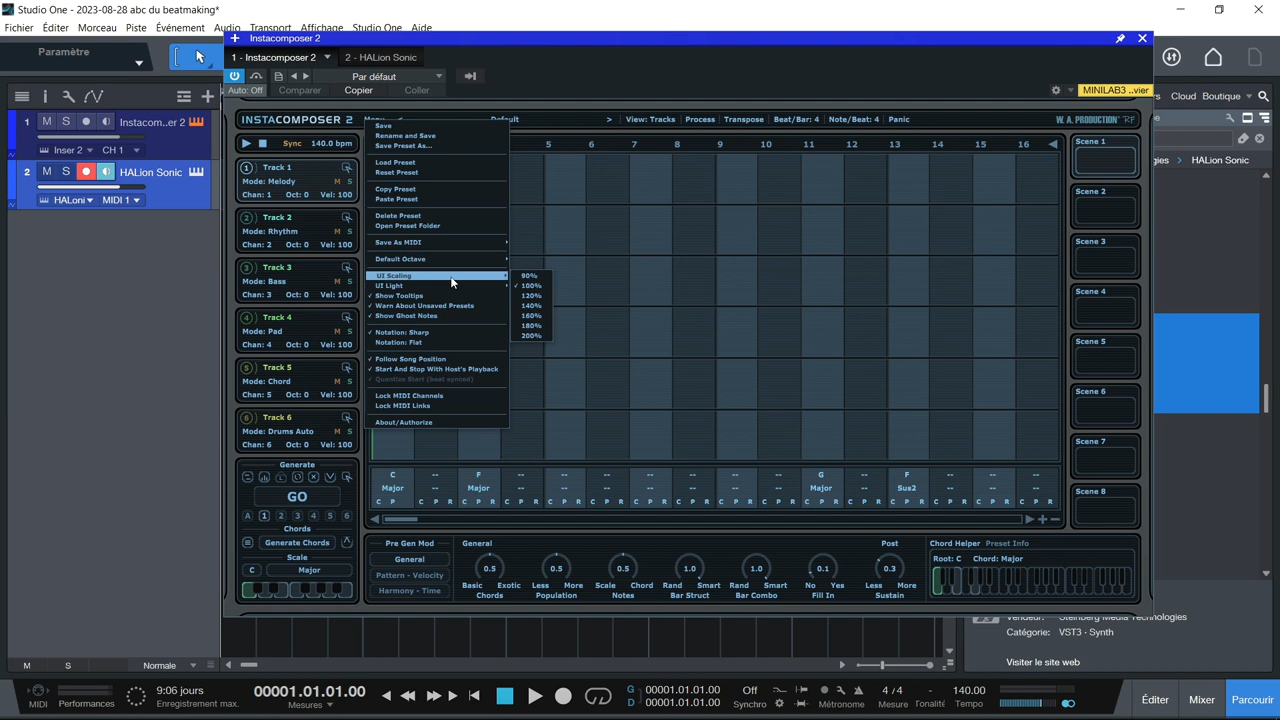 Studio One - 2023-08-28 abc du beatmaking*
Fichier Éditer Morceau Piste Événement Audio Transport Affichage Studio One Aide
Instacomposer 2
Paramètre
1 - Instacomposer 2 2 - HALion Sonic
Par défaut
Auto: Off Comparer Copier Coller MINILAB3 ..vier
Cloud Boutique
INSTACOMPOSER 2 Default > View: Tracks Process Transpose Beat/Bar: 4 Note/Beat: 4 Panic W. A. PRODUCTION
1 M S Instacom..er 2
Inser 2 CH 1
2 M S HALion Sonic
HALoni MIDI 1
HALion Sonic
Sync 140.0 bpm
5 6 7 8 9 10 11 12 13 14 15 16
1 Track 1
Mode: Melody M S
Chan: 1 Oct: 0 Vel: 100
2 Track 2
Mode: Rhythm M S
Chan: 2 Oct: 0 Vel: 100
3 Track 3
Mode: Bass M S
Chan: 3 Oct: 0 Vel: 100
4 Track 4
Mode: Pad M S
Chan: 4 Oct: 0 Vel: 100
5 Track 5
Mode: Chord M S
Chan: 5 Oct: 0 Vel: 100
6 Track 6
Mode: Drums Auto M S
Chan: 6 Oct: 0 Vel: 100
Save
Rename and Save
Save Preset As...
Load Preset
Reset Preset
Copy Preset
Paste Preset
Delete Preset
Open Preset Folder
Save As MIDI
Default Octave
UI Scaling
UI Light
✓ Show Tooltips
✓ Warn About Unsaved Presets
✓ Show Ghost Notes
✓ Notation: Sharp
Notation: Flat
✓ Follow Song Position
✓ Start And Stop With Host's Playback
✓ Quantize Start (beat synced)
Lock MIDI Channels
Lock MIDI Links
About/Authorize
90%
✓ 100%
120%
140%
160%
180%
200%
Scene 1
Scene 2
Scene 3
Scene 4
Scene 5
Scene 6
Scene 7
Scene 8
Generate
GO
A 1 2 3 4 5 6
Chords
Generate Chords
Scale
C Major
C -- F -- -- -- -- -- -- -- G -- F -- -- --
Major -- Major -- -- -- -- -- -- -- Major -- Sus2 -- -- --
C P C P R C P R C P R C P R C P R C P R C P R C P R C P R C P R C P R C P R C P R C P R C P R
Pre Gen Mod
General
Pattern - Velocity
Harmony - Time
General Post
0.5 0.5 0.5 1.0 1.0 0.1 0.3
Basic Exotic Less More Scale Chord Rand Smart Rand Smart No Yes Less More
Chords Population Notes Bar Struct Bar Combo Fill In Sustain
Chord Helper Preset Info
Root: C Chord: Major
Catégorie: VST3 · Synth
Visiter le site web
M S Normale
MIDI Performances
9:06 jours
Enregistrement max.
00001.01.01.00
Mesures
G 00001.01.01.00
D 00001.01.01.00
Off
Synchro
Métronome
4 / 4
Mesure
-
Tonalité
140.00
Tempo
Éditer Mixer Parcourir